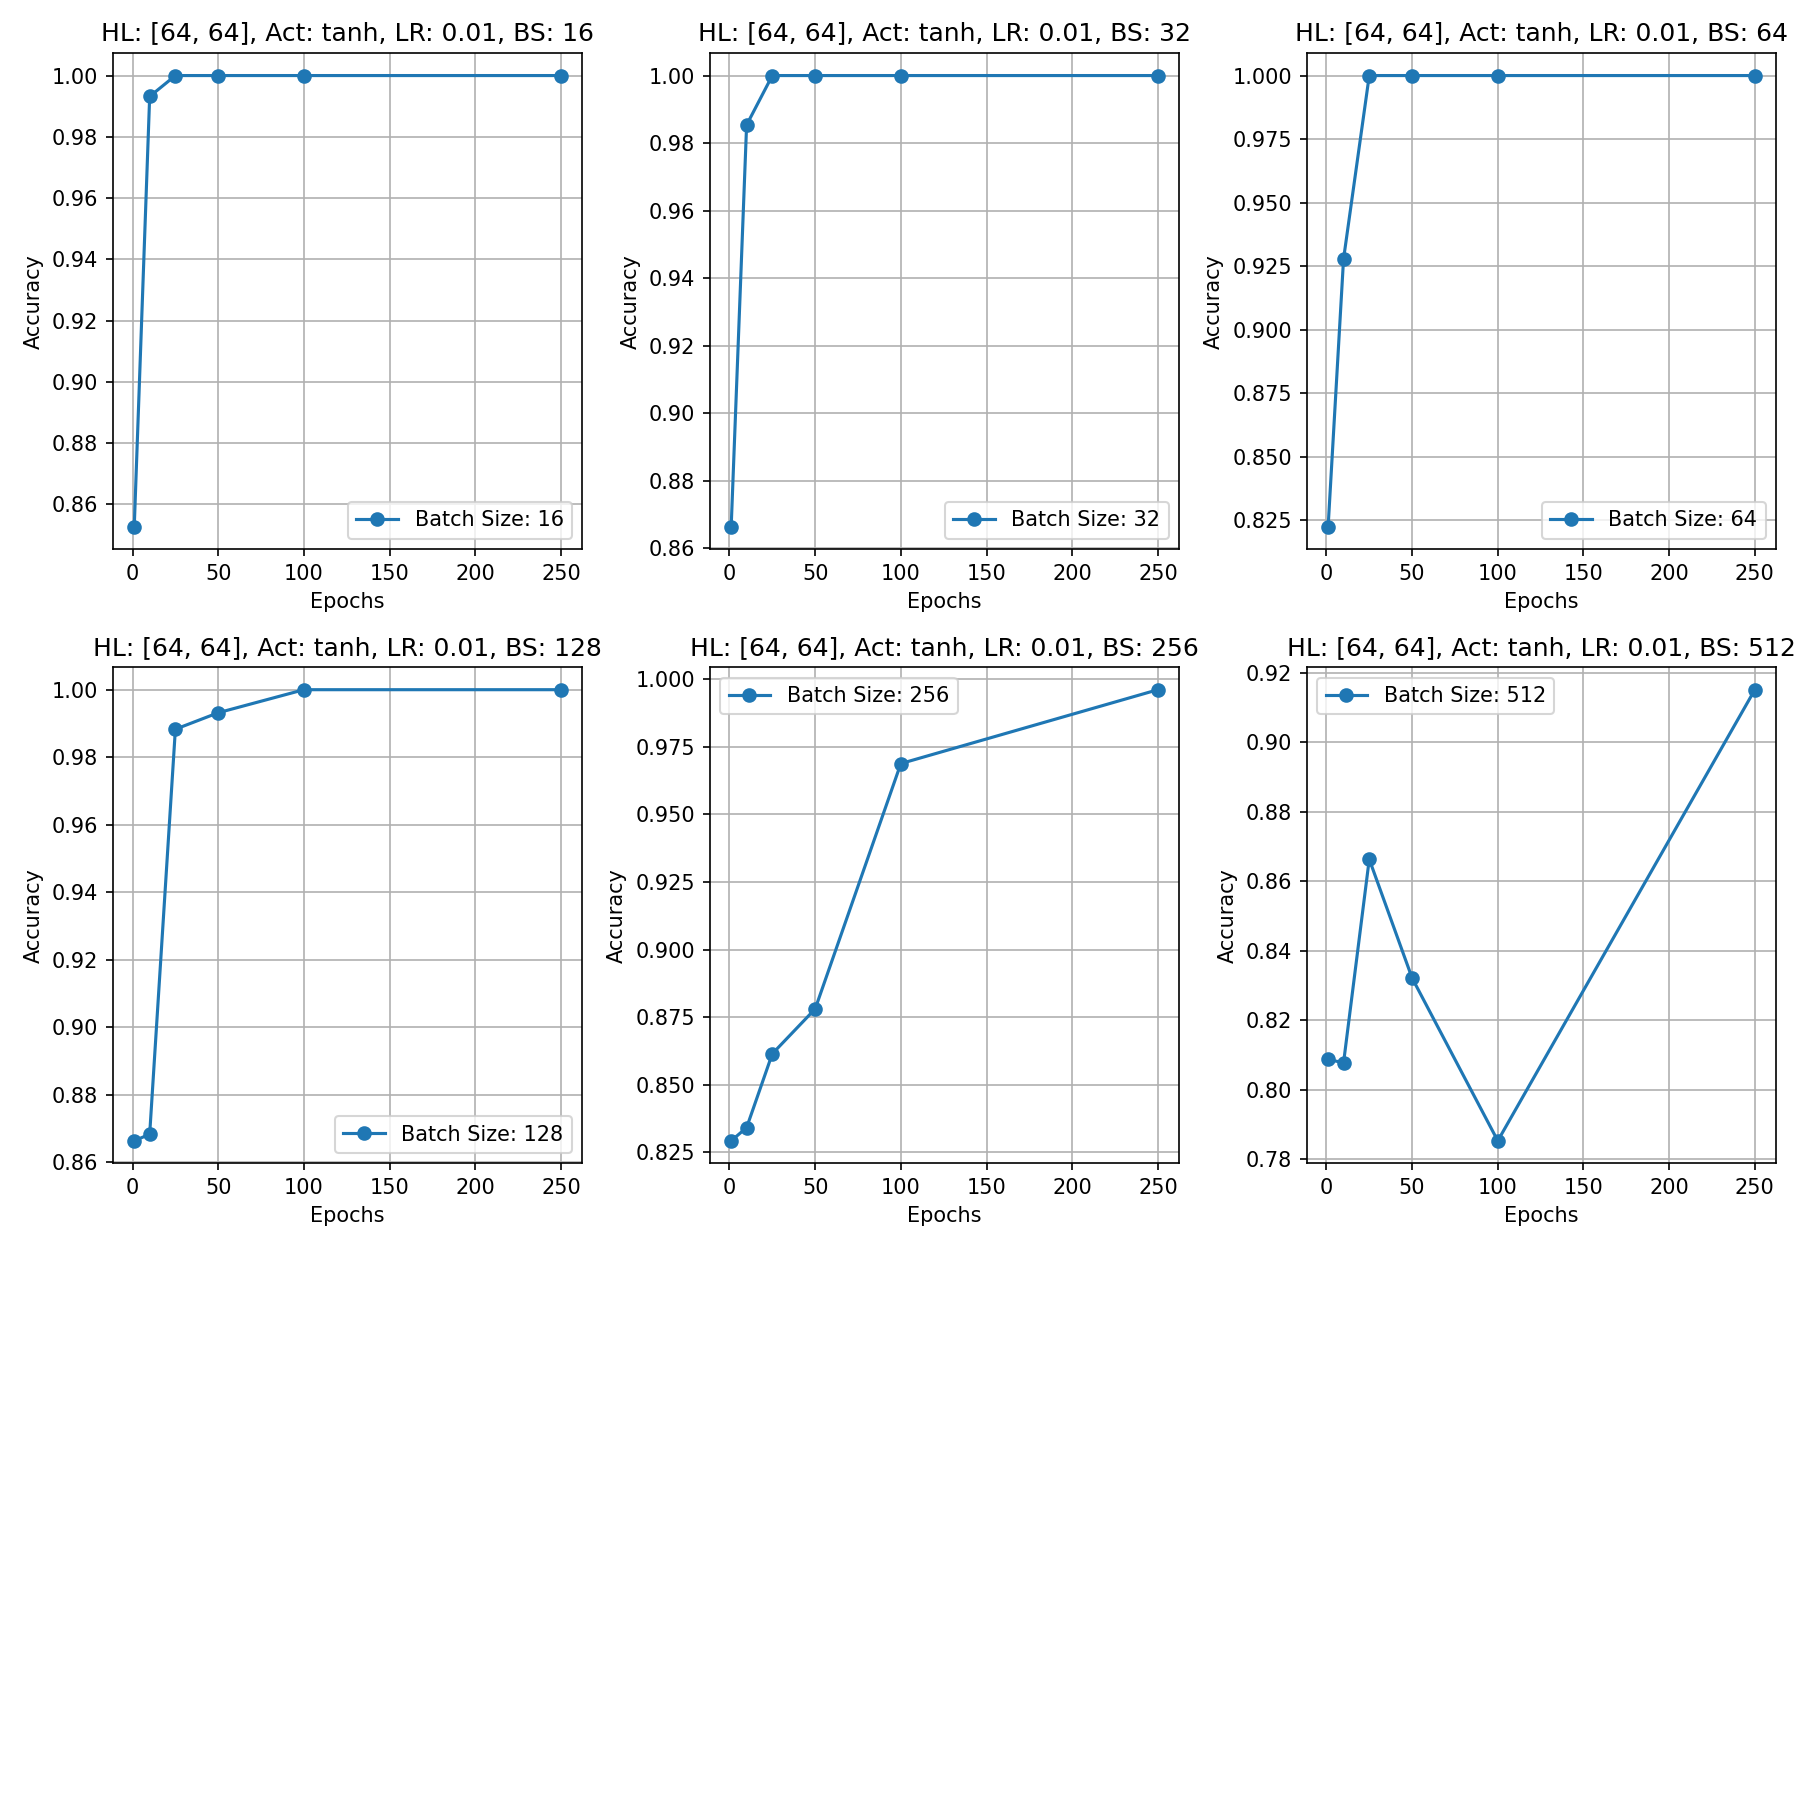 HL: [64, 64], Act: tanh, LR: 0.01, BS: 16
1.00
0.98
0.96
0.94
0.92
0.90
0.88
0.86
Accuracy
Batch Size: 16
0 50 100 150 200 250
Epochs
HL: [64, 64], Act: tanh, LR: 0.01, BS: 32
1.00
0.98
0.96
0.94
0.92
0.90
0.88
0.86
Accuracy
Batch Size: 32
0 50 100 150 200 250
Epochs
HL: [64, 64], Act: tanh, LR: 0.01, BS: 64
1.000
0.975
0.950
0.925
0.900
0.875
0.850
0.825
Accuracy
Batch Size: 64
0 50 100 150 200 250
Epochs
HL: [64, 64], Act: tanh, LR: 0.01, BS: 128
1.00
0.98
0.96
0.94
0.92
0.90
0.88
0.86
Accuracy
Batch Size: 128
0 50 100 150 200 250
Epochs
HL: [64, 64], Act: tanh, LR: 0.01, BS: 256
Batch Size: 256
1.000
0.975
0.950
0.925
0.900
0.875
0.850
0.825
Accuracy
0 50 100 150 200 250
Epochs
HL: [64, 64], Act: tanh, LR: 0.01, BS: 512
Batch Size: 512
0.92
0.90
0.88
0.86
0.84
0.82
0.80
0.78
Accuracy
0 50 100 150 200 250
Epochs